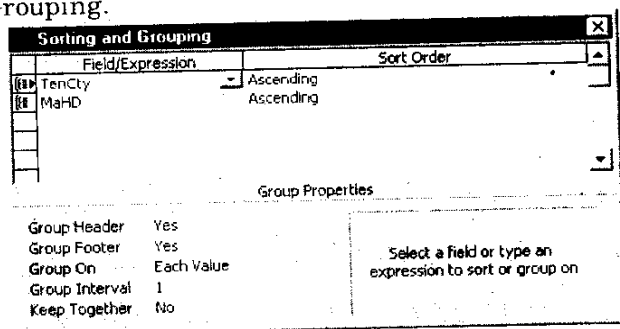 rouping.
Sorting and Grouping
Field/Expression Sort Order
TenCty Ascending
MaHD Ascending
Group Properties
Group Header Yes
Group Footer Yes
Group On Each Value
Group Interval 1
Keep Together No
Select a field or type an
expression to sort or group on